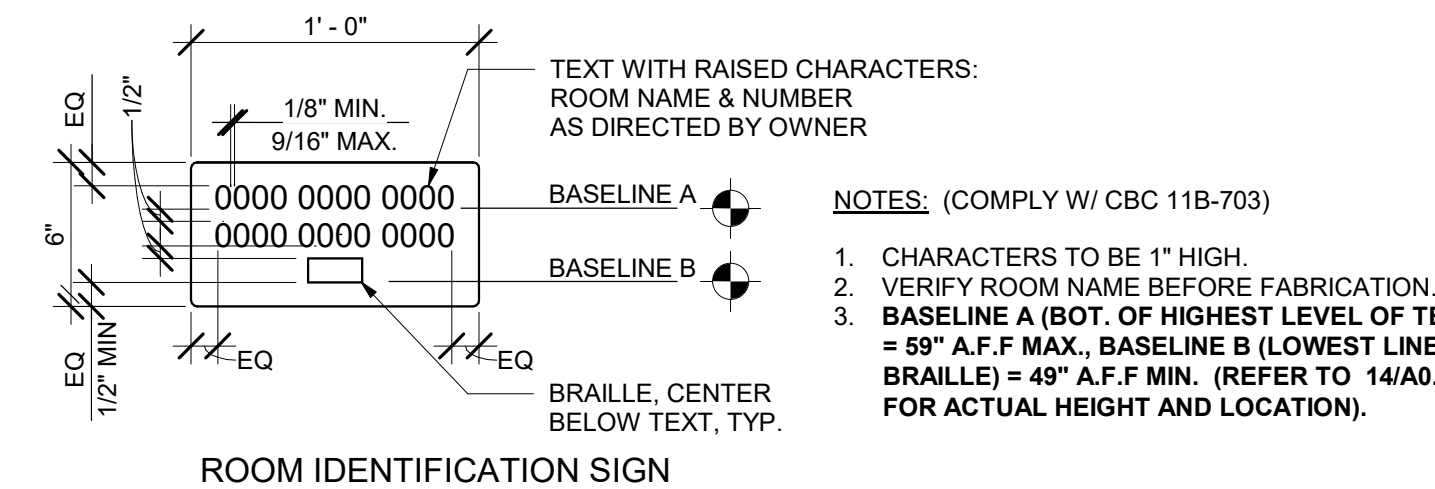 1' - 0"
TEXT WITH RAISED CHARACTERS:
ROOM NAME & NUMBER
AS DIRECTED BY OWNER
EQ
1/2"
1/8" MIN.
9/16" MAX.
0000 0000 0000
BASELINE A
0000 0000 0000
BASELINE B
6"
EQ
1/2" MIN
EQ
EQ
BRAILLE, CENTER
BELOW TEXT, TYP.
NOTES: (COMPLY W/ CBC 11B-703)
1. CHARACTERS TO BE 1" HIGH.
2. VERIFY ROOM NAME BEFORE FABRICATION.
3. BASELINE A (BOT. OF HIGHEST LEVEL OF
= 59" A.F.F MAX., BASELINE B (LOWEST LINE
BRAILLE) = 49" A.F.F MIN. (REFER TO 14/A0.
FOR ACTUAL HEIGHT AND LOCATION).
ROOM IDENTIFICATION SIGN